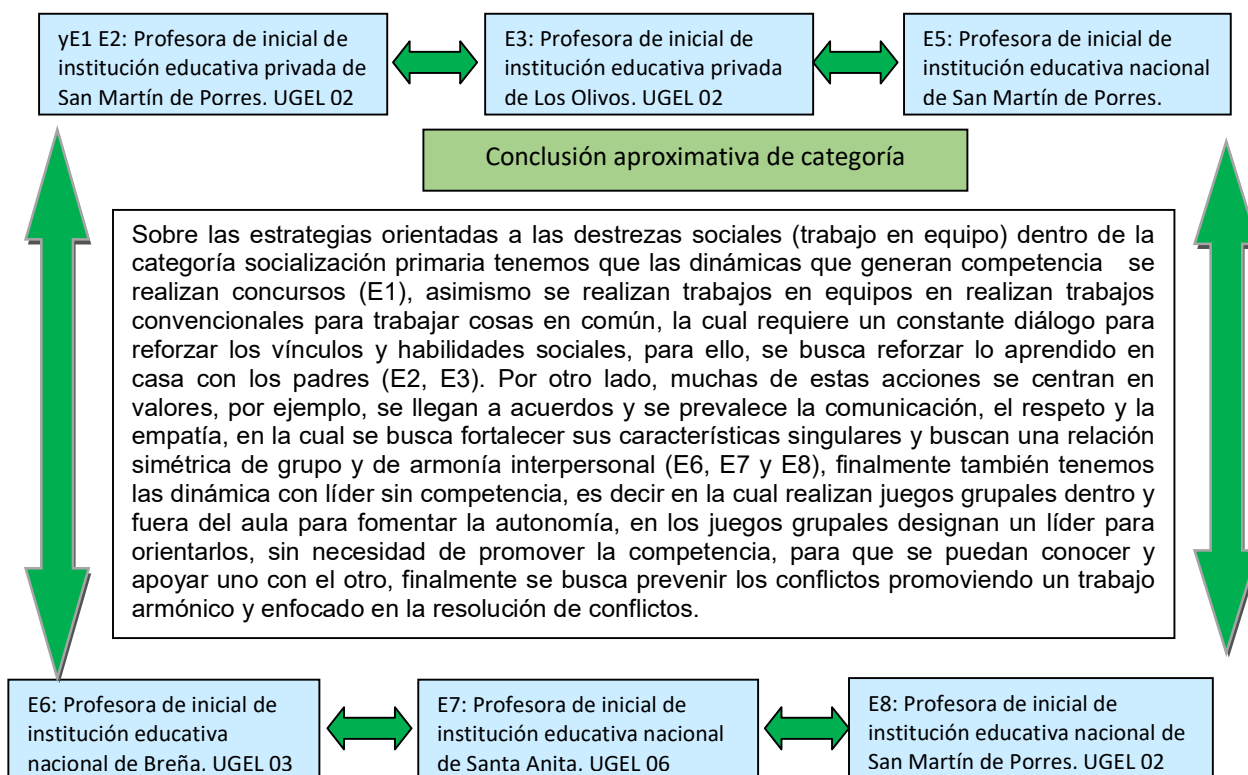 yE1 E2: Profesora de inicial de
institución educativa privada de
San Martín de Porres. UGEL 02
E3: Profesora de inicial de
institución educativa privada
de Los Olivos. UGEL 02
E5: Profesora de inicial de
institución educativa nacional
de San Martín de Porres.
Conclusión aproximativa de categoría
Sobre las estrategias orientadas a las destrezas sociales (trabajo en equipo) dentro de la
categoría socialización primaria tenemos que las dinámicas que generan competencia se
realizan concursos (E1), asimismo se realizan trabajos en equipos en realizan trabajos
convencionales para trabajar cosas en común, la cual requiere un constante diálogo para
reforzar los vínculos y habilidades sociales, para ello, se busca reforzar lo aprendido en
casa con los padres (E2, E3). Por otro lado, muchas de estas acciones se centran en
valores, por ejemplo, se llegan a acuerdos y se prevalece la comunicación, el respeto y la
empatía, en la cual se busca fortalecer sus características singulares y buscan una relación
simétrica de grupo y de armonía interpersonal (E6, E7 y E8), finalmente también tenemos
las dinámica con líder sin competencia, es decir en la cual realizan juegos grupales dentro y
fuera del aula para fomentar la autonomía, en los juegos grupales designan un líder para
orientarlos, sin necesidad de promover la competencia, para que se puedan conocer y
apoyar uno con el otro, finalmente se busca prevenir los conflictos promoviendo un trabajo
armónico y enfocado en la resolución de conflictos.
E6: Profesora de inicial de
institución educativa
nacional de Breña. UGEL 03
E7: Profesora de inicial de
institución educativa nacional
de Santa Anita. UGEL 06
E8: Profesora de inicial de
institución educativa nacional de
San Martín de Porres. UGEL 02